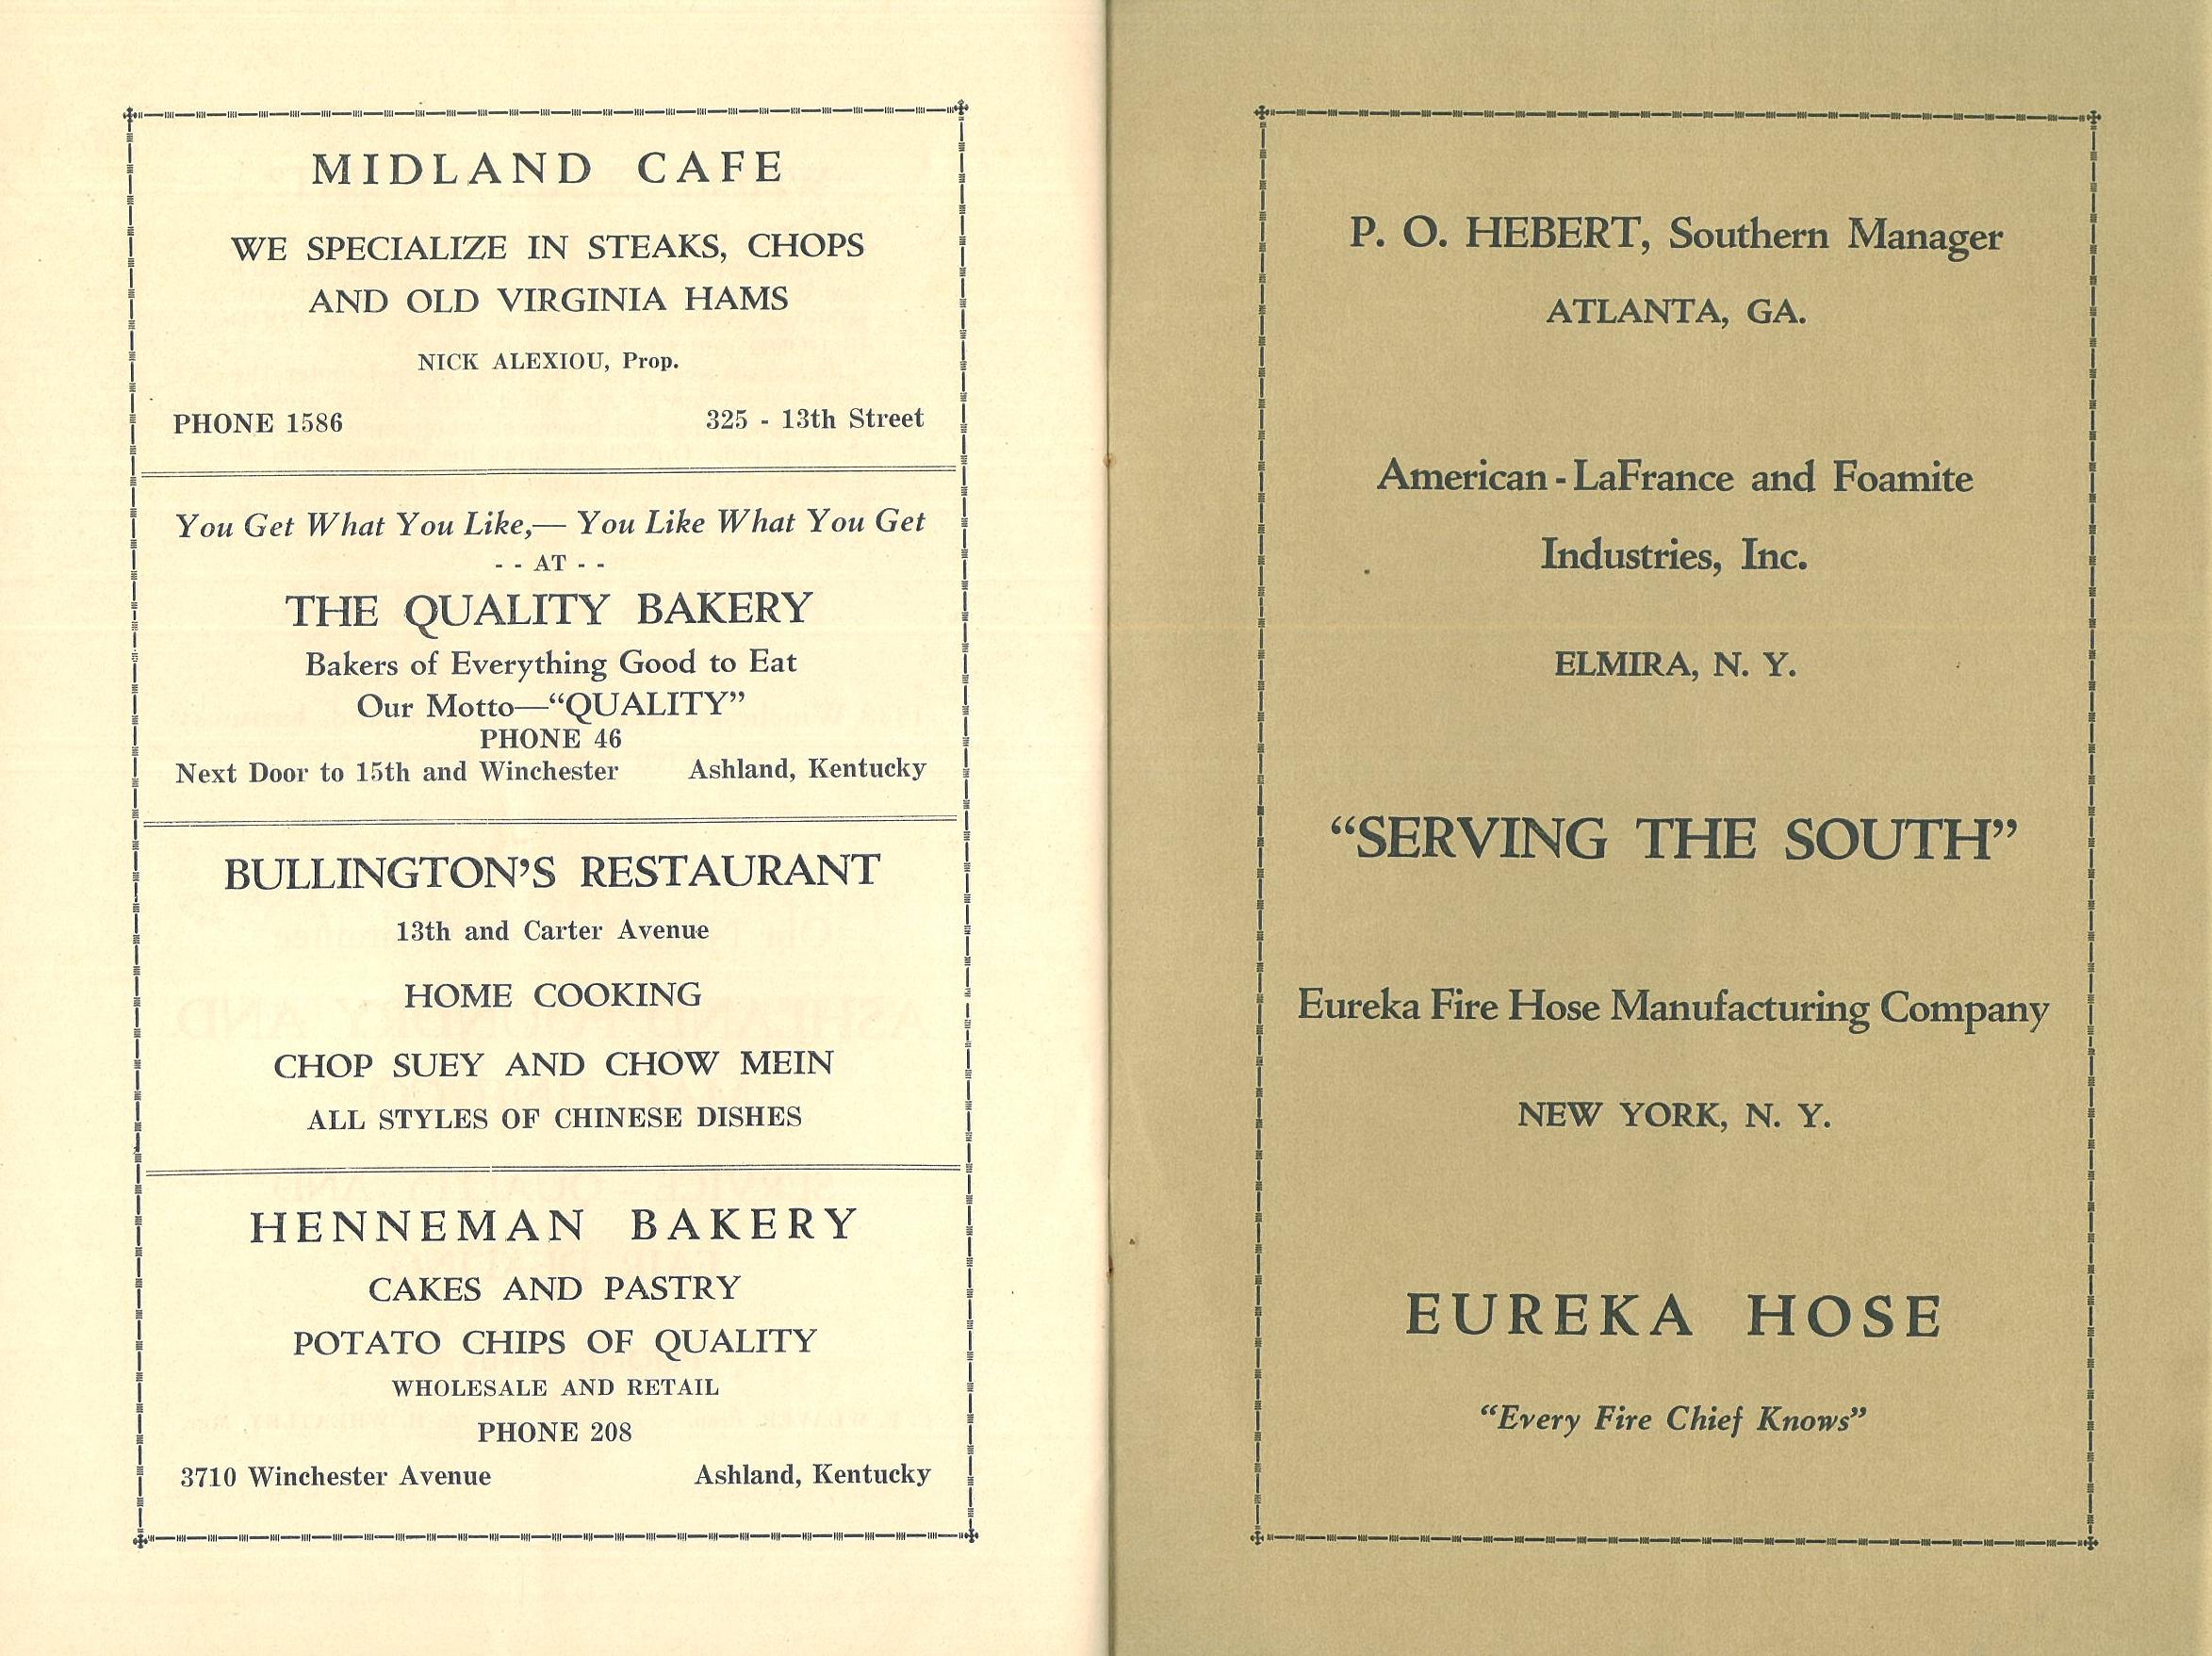 MIDLAND CAFE
WE SPECIALIZE IN STEAKS, CHOPS
AND OLD VIRGINIA HAMS
NICK ALEXIOU, Prop.
PHONE 1586 325 - 13th Street
You Get What You Like,— You Like What You Get
- - AT - -
THE QUALITY BAKERY
Bakers of Everything Good to Eat
Our Motto—“QUALITY”
PHONE 46
Next Door to 15th and Winchester Ashland, Kentucky
BULLINGTON’S RESTAURANT
13th and Carter Avenue
HOME COOKING
CHOP SUEY AND CHOW MEIN
ALL STYLES OF CHINESE DISHES
HENNEMAN BAKERY
CAKES AND PASTRY
POTATO CHIPS OF QUALITY
WHOLESALE AND RETAIL
PHONE 208
3710 Winchester Avenue Ashland, Kentucky
P. O. HEBERT, Southern Manager
ATLANTA, GA.
American - LaFrance and Foamite
Industries, Inc.
ELMIRA, N. Y.
“SERVING THE SOUTH”
Eureka Fire Hose Manufacturing Company
NEW YORK, N. Y.
EUREKA HOSE
“Every Fire Chief Knows”